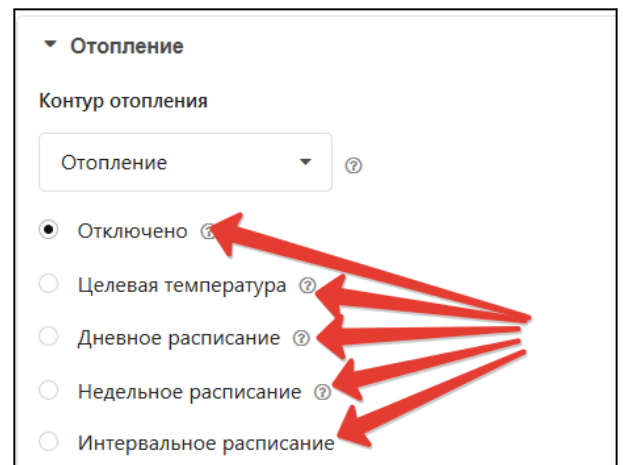 Отопление
Контур отопления
Отопление
Отключено
Целевая температура
Дневное расписание
Недельное расписание
Интервальное расписание